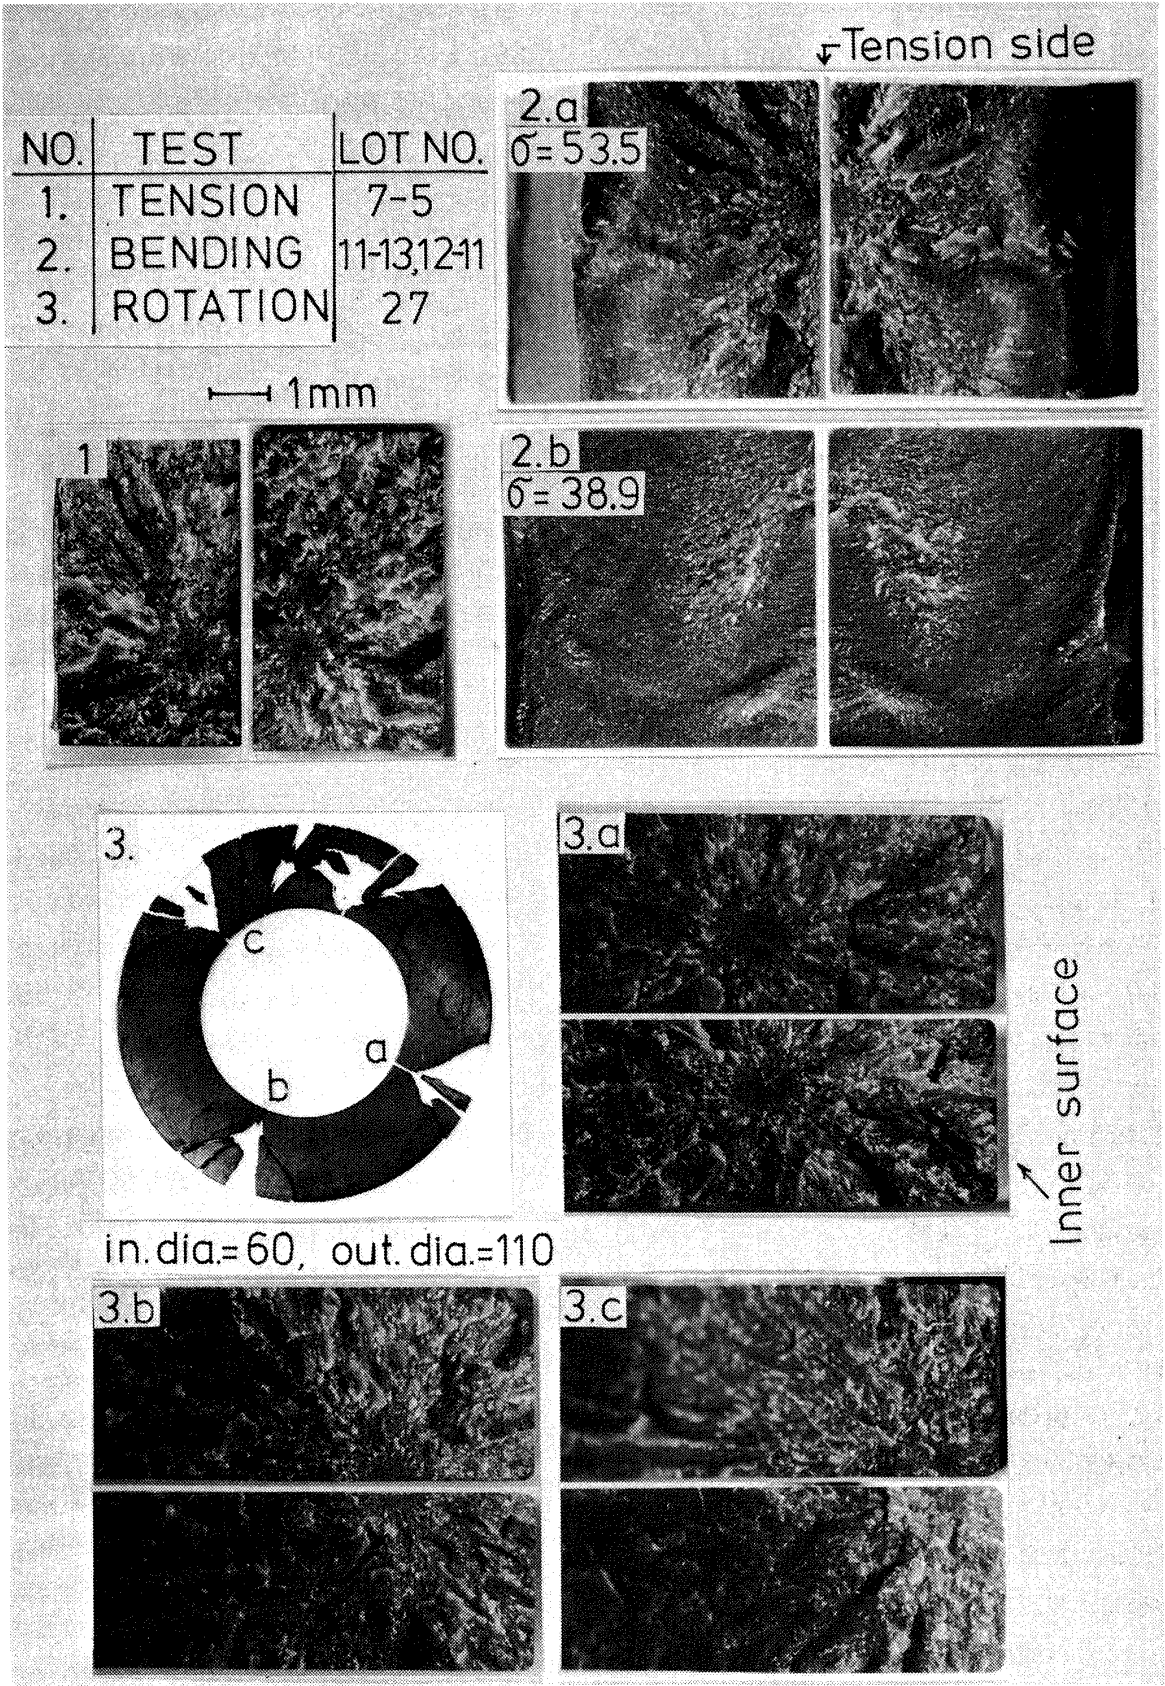 Tension side
NO. TEST LOT NO.
1. TENSION 7-5
2. BENDING 11-13,12-11
3. ROTATION 27
2.a
σ=53.5
1mm
1
2.b
σ=38.9
3.
c
a
b
3.a
Inner surface
in.dia.=60, out.dia.=110
3.b
3.c